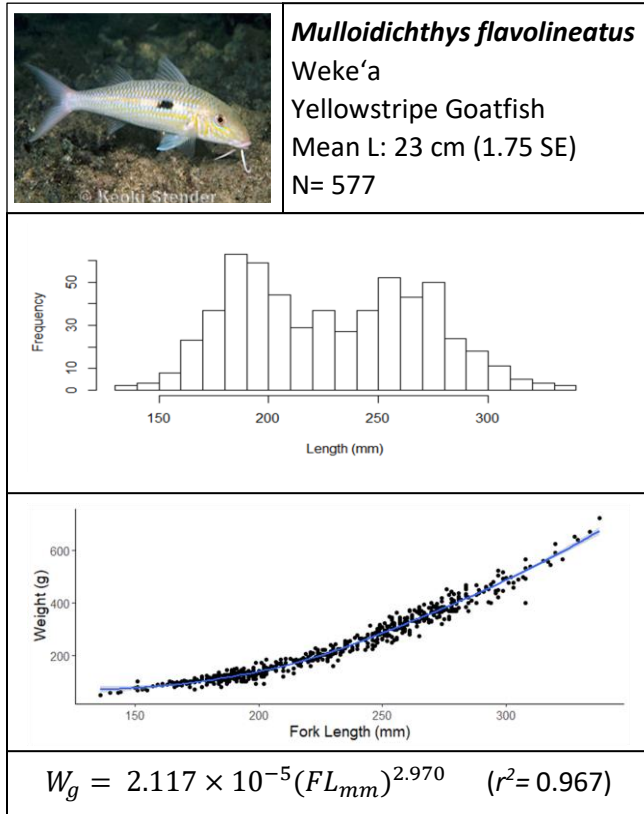 Mulloidichthys flavolineatus
Weke‘a
Yellowstripe Goatfish
Mean L: 23 cm (1.75 SE)
N= 577
© Keoki Stender
Frequency
50
30
10
0
150 200 250 300
Length (mm)
Weight (g)
600
400
200
150 200 250 300
Fork Length (mm)
W_g = 2.117 × 10⁻⁵(FL_mm)^2.970 (r²= 0.967)